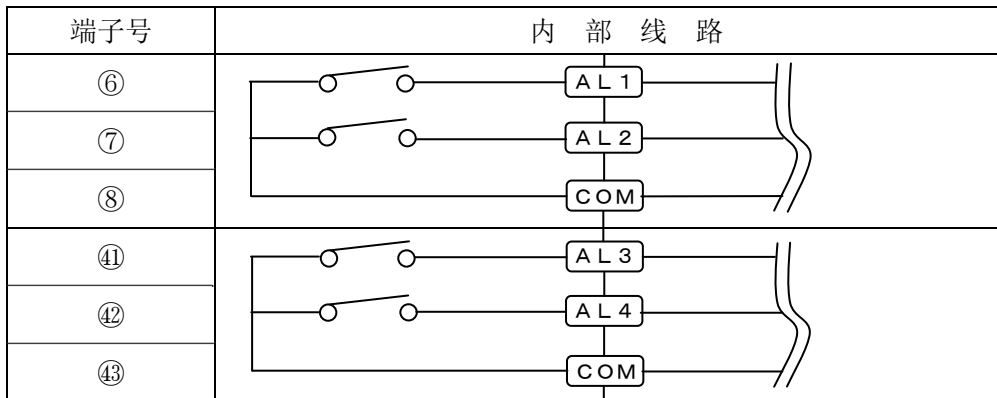 端子号 内 部 线 路
⑥ AL1
⑦ AL2
⑧ COM
㊶ AL3
㊷ AL4
㊸ COM